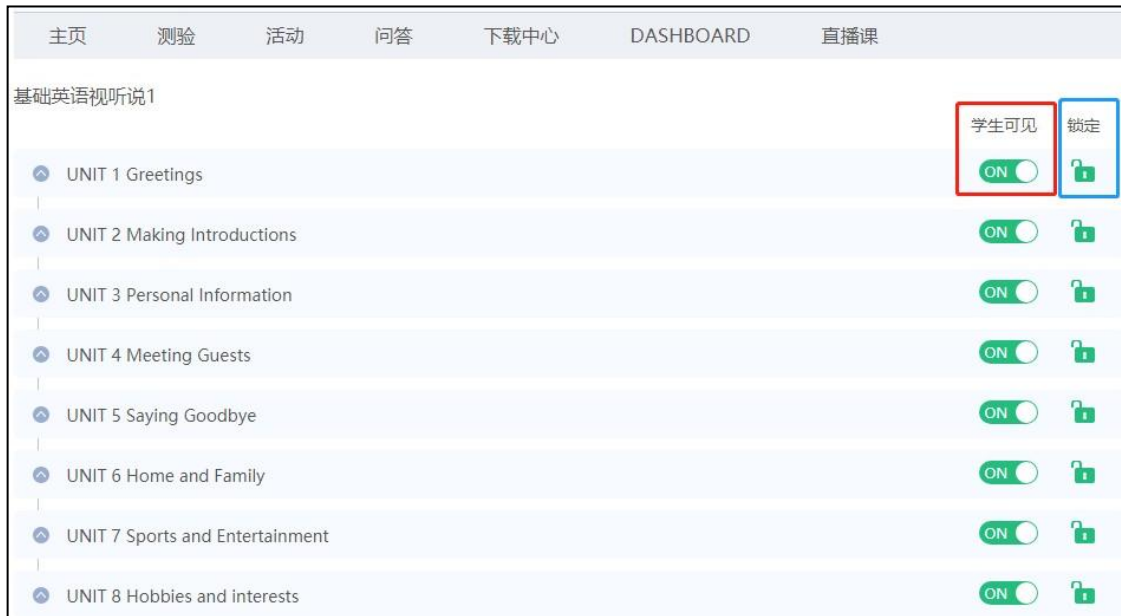 主页 测验 活动 问答 下载中心 DASHBOARD 直播课
基础英语视听说1
学生可见 锁定
UNIT 1 Greetings ON
UNIT 2 Making Introductions ON
UNIT 3 Personal Information ON
UNIT 4 Meeting Guests ON
UNIT 5 Saying Goodbye ON
UNIT 6 Home and Family ON
UNIT 7 Sports and Entertainment ON
UNIT 8 Hobbies and interests ON